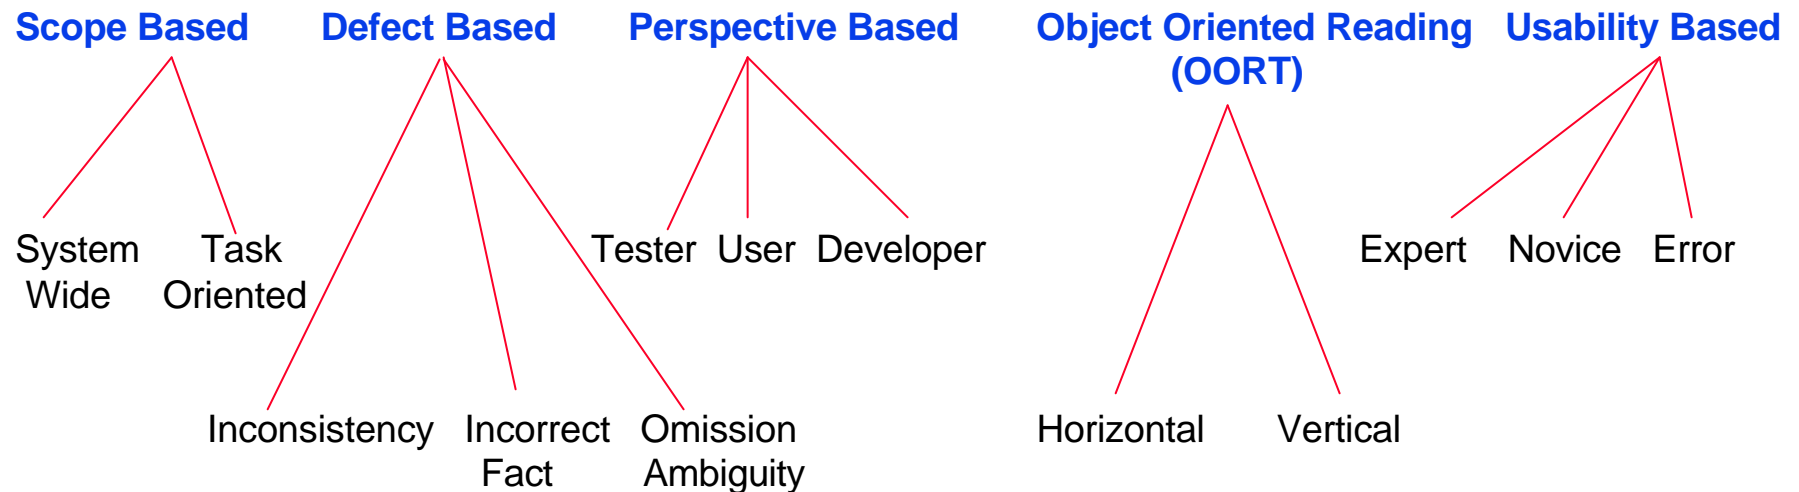 Scope Based Defect Based Perspective Based Object Oriented Reading Usability Based
(OORT)
System Task Tester User Developer Expert Novice Error
Wide Oriented
Inconsistency Incorrect Omission Horizontal Vertical
Fact Ambiguity